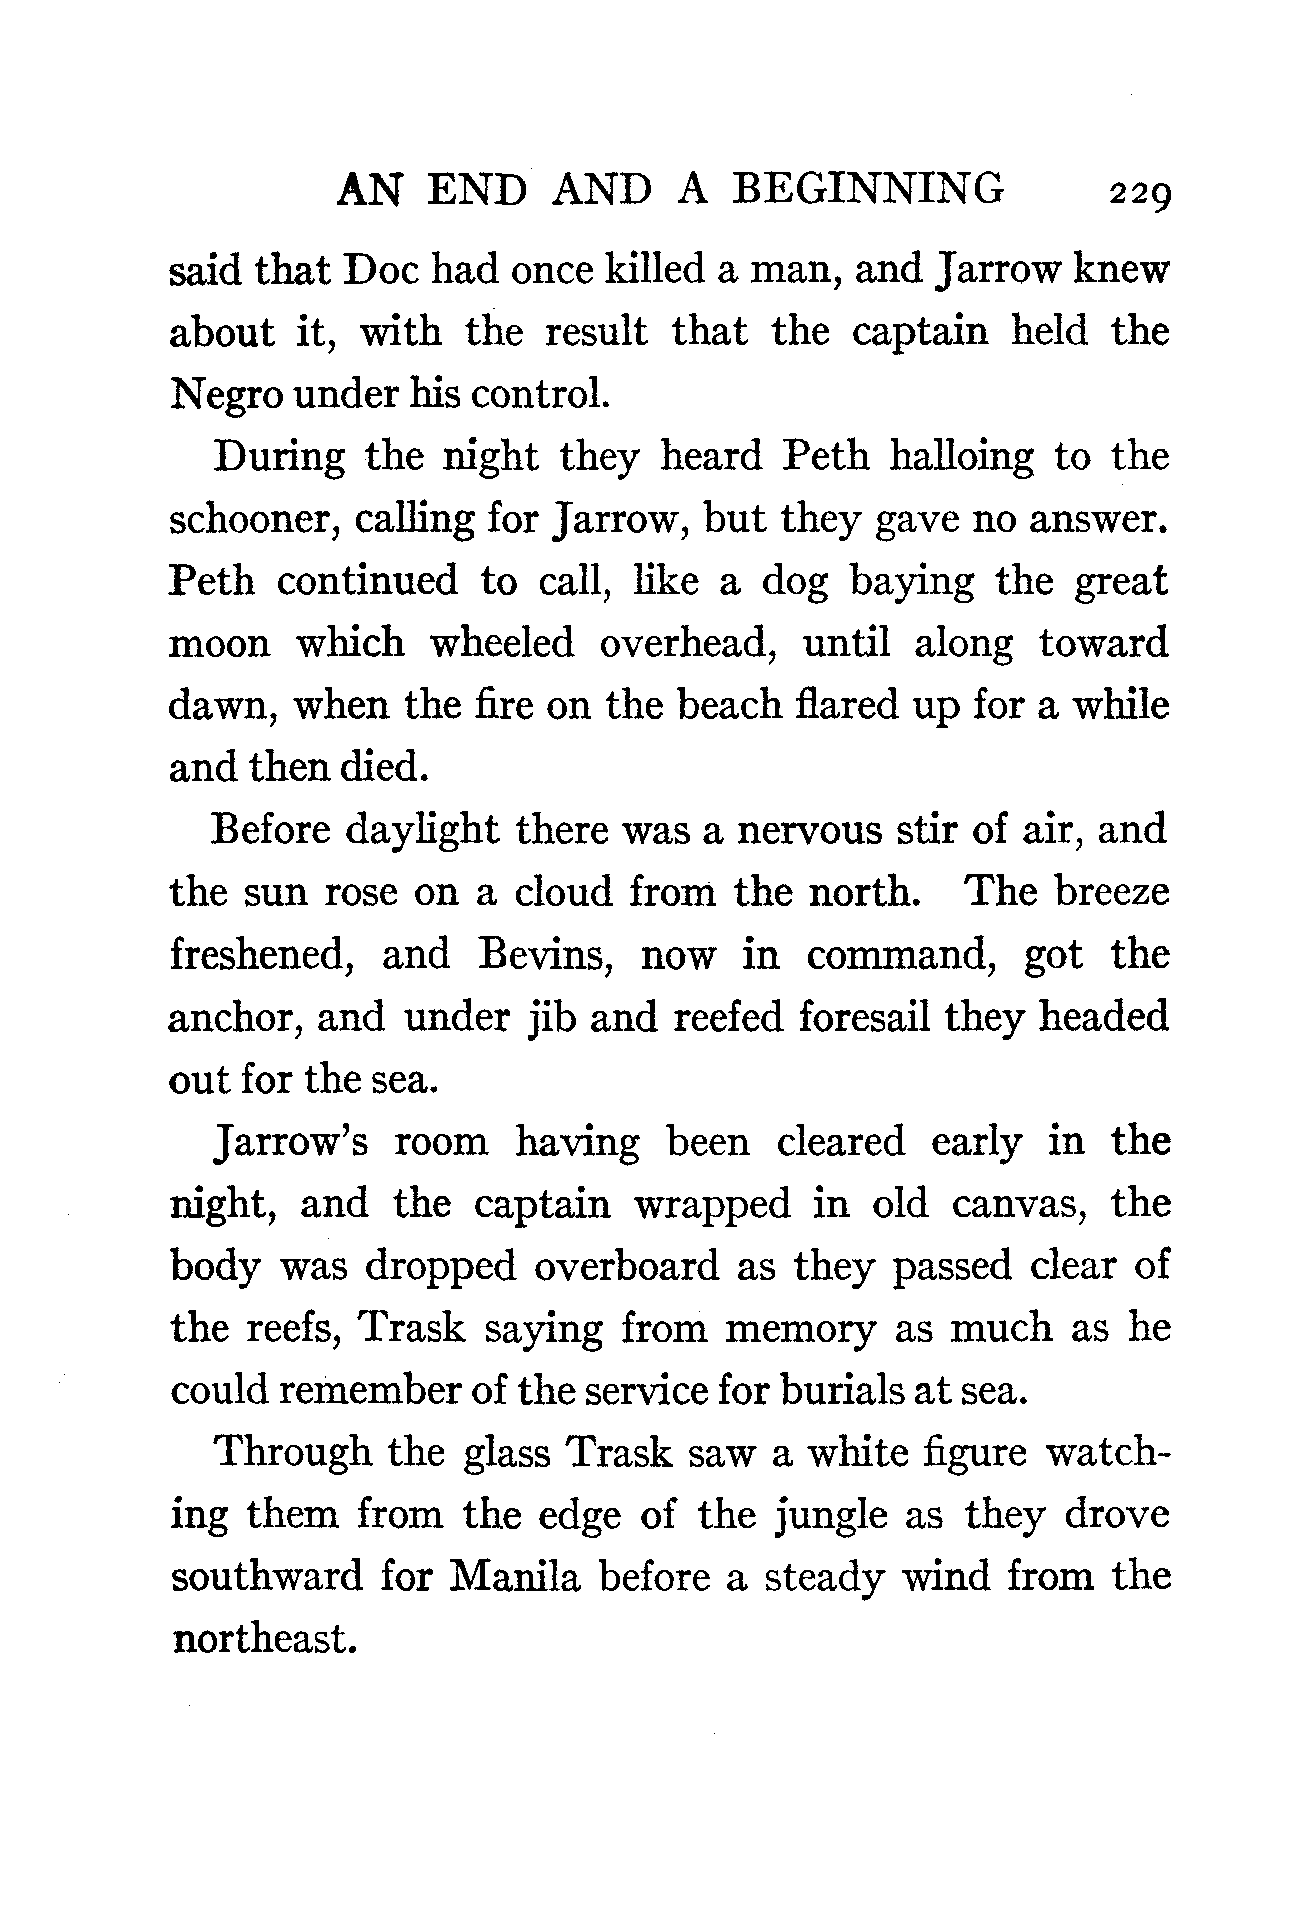 AN END AND A BEGINNING 229
said that Doc had once killed a man, and Jarrow knew
about it, with the result that the captain held the
Negro under his control.
During the night they heard Peth halloing to the
schooner, calling for Jarrow, but they gave no answer.
Peth continued to call, like a dog baying the great
moon which wheeled overhead, until along toward
dawn, when the fire on the beach flared up for a while
and then died.
Before daylight there was a nervous stir of air, and
the sun rose on a cloud from the north. The breeze
freshened, and Bevins, now in command, got the
anchor, and under jib and reefed foresail they headed
out for the sea.
Jarrow's room having been cleared early in the
night, and the captain wrapped in old canvas, the
body was dropped overboard as they passed clear of
the reefs, Trask saying from memory as much as he
could remember of the service for burials at sea.
Through the glass Trask saw a white figure watch-
ing them from the edge of the jungle as they drove
southward for Manila before a steady wind from the
northeast.